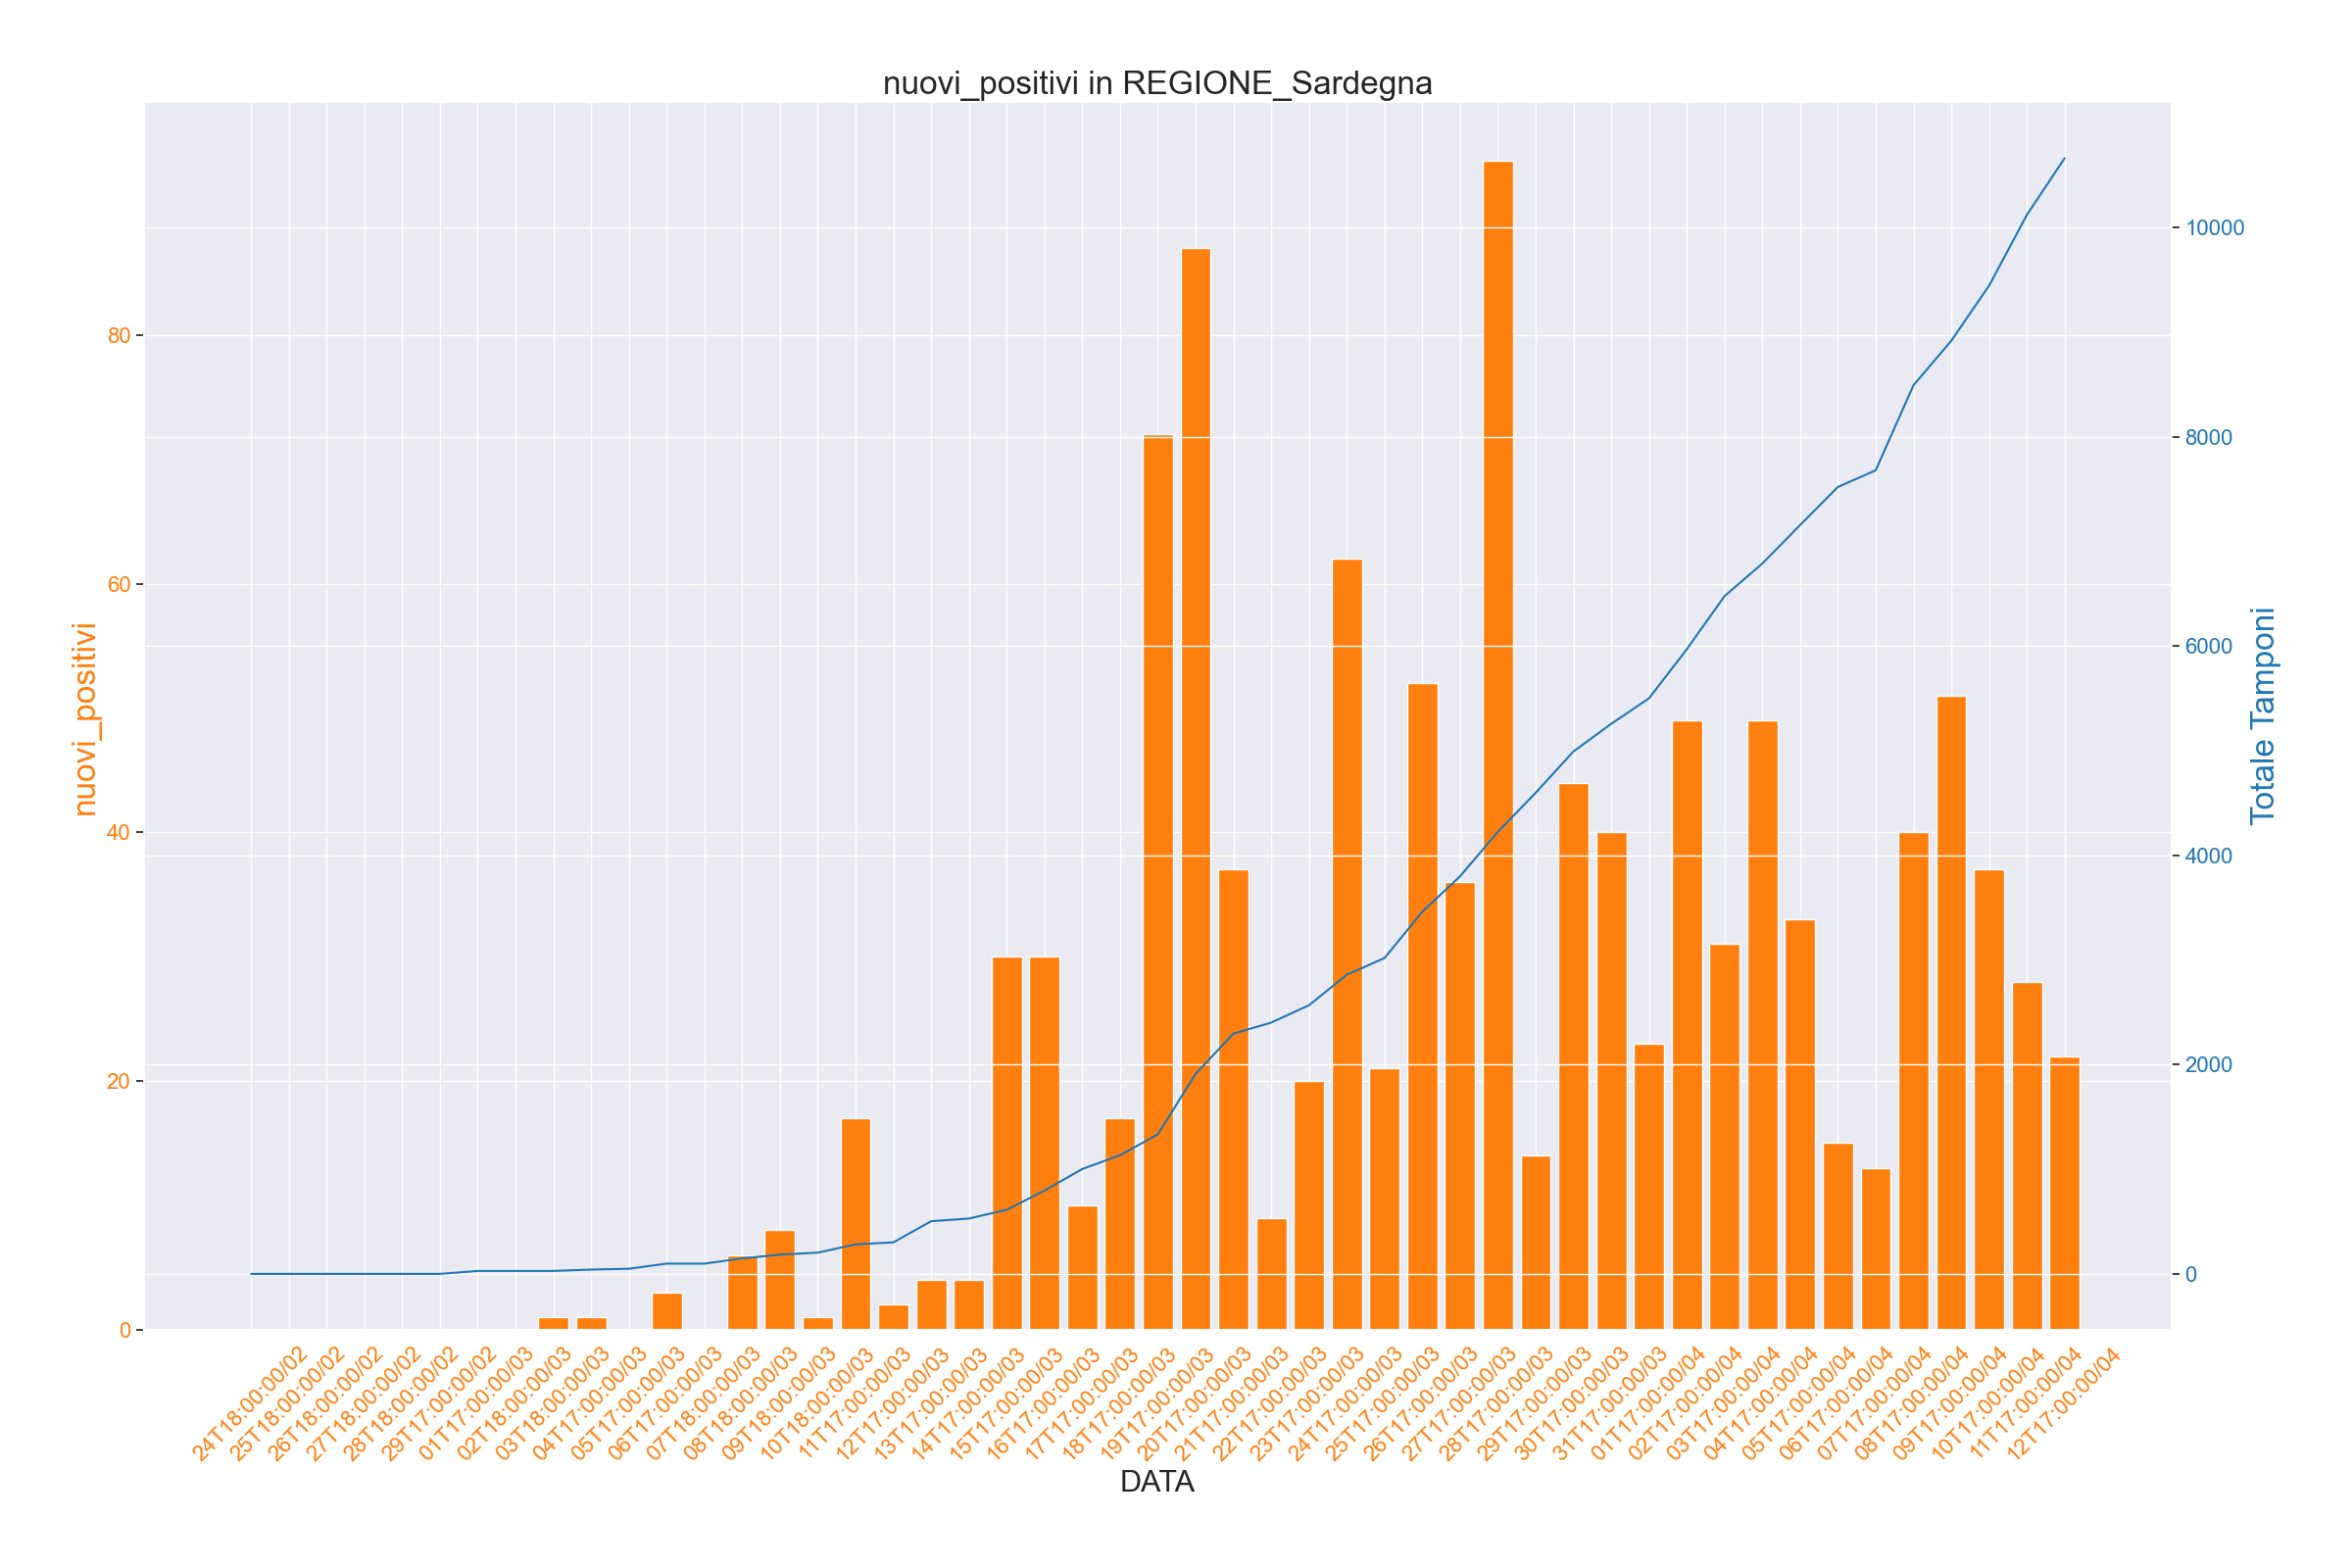 nuovi_positivi in REGIONE_Sardegna
nuovi_positivi
80
60
40
20
0
10000
8000
6000
4000
2000
0
Totale Tamponi
24T18:00:00/02
25T18:00:00/02
26T18:00:00/02
27T18:00:00/02
28T18:00:00/02
29T17:00:00/02
01T17:00:00/03
02T18:00:00/03
03T18:00:00/03
04T17:00:00/03
05T17:00:00/03
06T17:00:00/03
07T18:00:00/03
08T18:00:00/03
09T18:00:00/03
10T18:00:00/03
11T17:00:00/03
12T17:00:00/03
13T17:00:00/03
14T17:00:00/03
15T17:00:00/03
16T17:00:00/03
17T17:00:00/03
18T17:00:00/03
19T17:00:00/03
20T17:00:00/03
21T17:00:00/03
22T17:00:00/03
23T17:00:00/03
24T17:00:00/03
25T17:00:00/03
26T17:00:00/03
27T17:00:00/03
28T17:00:00/03
29T17:00:00/03
30T17:00:00/03
31T17:00:00/03
01T17:00:00/04
02T17:00:00/04
03T17:00:00/04
04T17:00:00/04
05T17:00:00/04
06T17:00:00/04
07T17:00:00/04
08T17:00:00/04
09T17:00:00/04
10T17:00:00/04
11T17:00:00/04
12T17:00:00/04
DATA